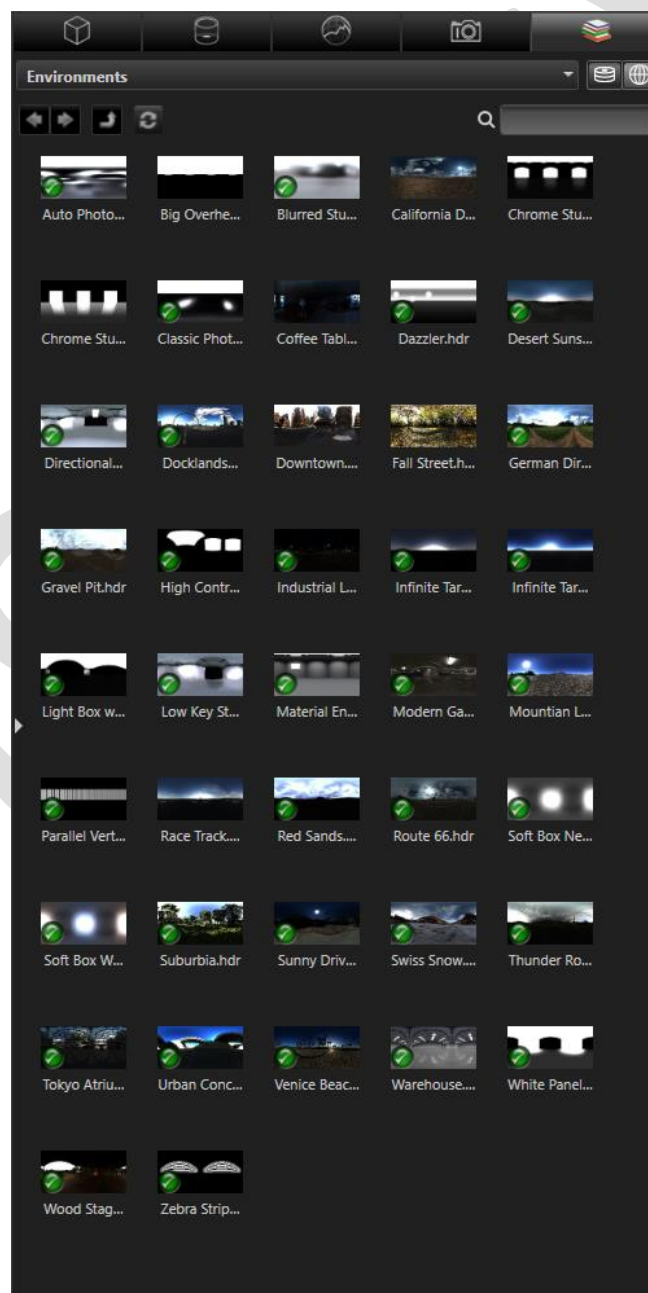 Environments
Auto Photo... Big Overhe... Blurred Stu... California D... Chrome Stu...
Chrome Stu... Classic Phot... Coffee Tabl... Dazzler.hdr Desert Suns...
Directional... Docklands... Downtown.... Fall Street.h... German Dir...
Gravel Pit.hdr High Contr... Industrial L... Infinite Tar... Infinite Tar...
Light Box w... Low Key St... Material En... Modern Ga... Mountian L...
Parallel Vert... Race Track.... Red Sands.... Route 66.hdr Soft Box Ne...
Soft Box W... Suburbia.hdr Sunny Driv... Swiss Snow.... Thunder Ro...
Tokyo Atriu... Urban Conc... Venice Beac... Warehouse.... White Panel...
Wood Stag... Zebra Strip...